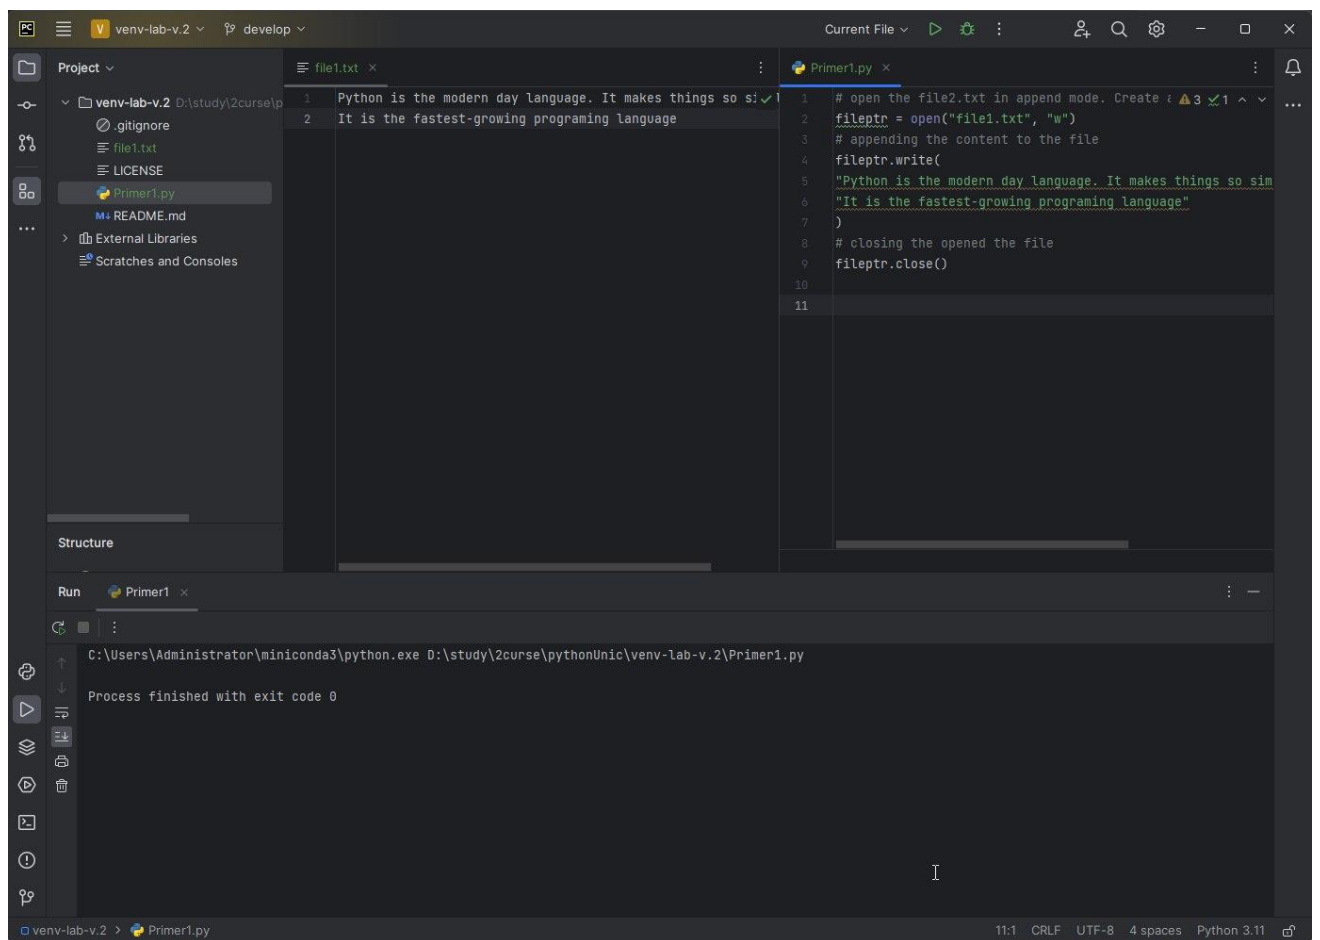 PC
V venv-lab-v.2 develop Current File
Project
venv-lab-v.2 D:\study\2curse\p
.gitignore
file1.txt
LICENSE
Primer1.py
M↓ README.md
External Libraries
Scratches and Consoles
Structure
file1.txt
1 Python is the modern day language. It makes things so si
2 It is the fastest-growing programing language
Primer1.py
3 1
1 # open the file2.txt in append mode. Create
2 fileptr = open("file1.txt", "w")
3 # appending the content to the file
4 fileptr.write(
5 "Python is the modern day language. It makes things so sim
6 "It is the fastest-growing programing language"
7 )
8 # closing the opened the file
9 fileptr.close()
10
11
Run Primer1
C:\Users\Administrator\miniconda3\python.exe D:\study\2curse\pythonUnic\venv-lab-v.2\Primer1.py
Process finished with exit code 0
venv-lab-v.2 > Primer1.py 11:1 CRLF UTF-8 4 spaces Python 3.11